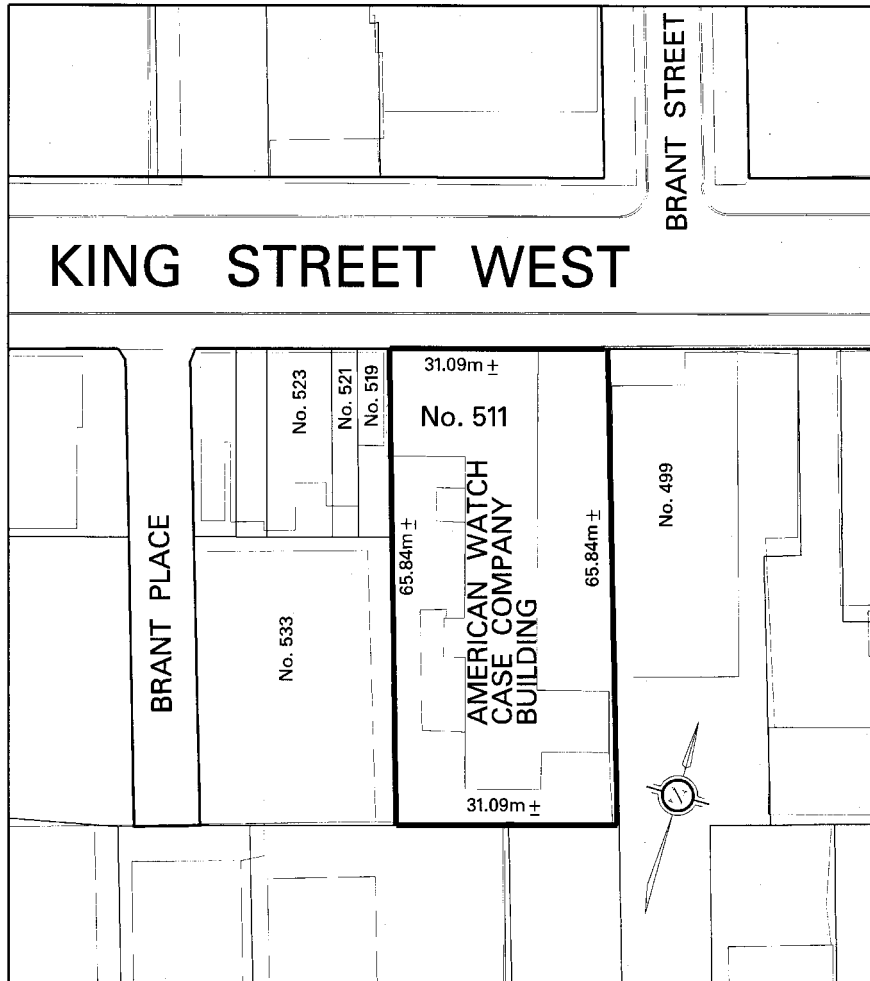 BRANT STREET
KING STREET WEST
No. 523
No. 521
No. 519
31.09m ±
No. 511
65.84m ±
AMERICAN WATCH
CASE COMPANY
BUILDING
65.84m ±
No. 499
BRANT PLACE
No. 533
31.09m ±